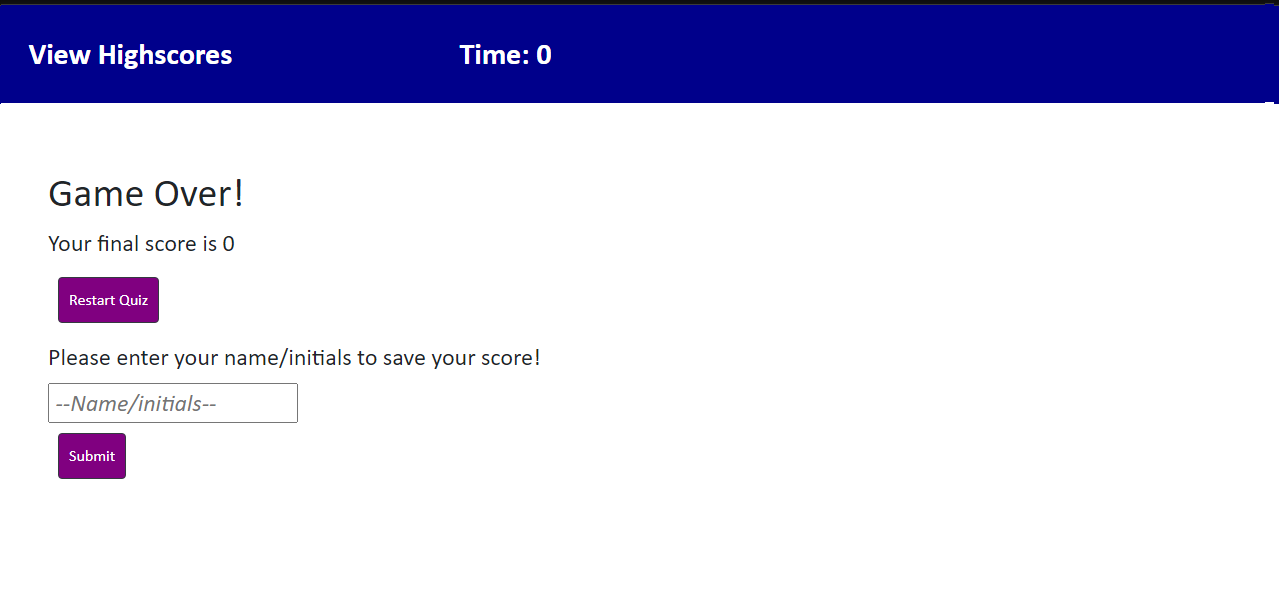 View Highscores Time: 0
Game Over!
Your final score is 0
Restart Quiz
Please enter your name/initials to save your score!
--Name/initials--
Submit